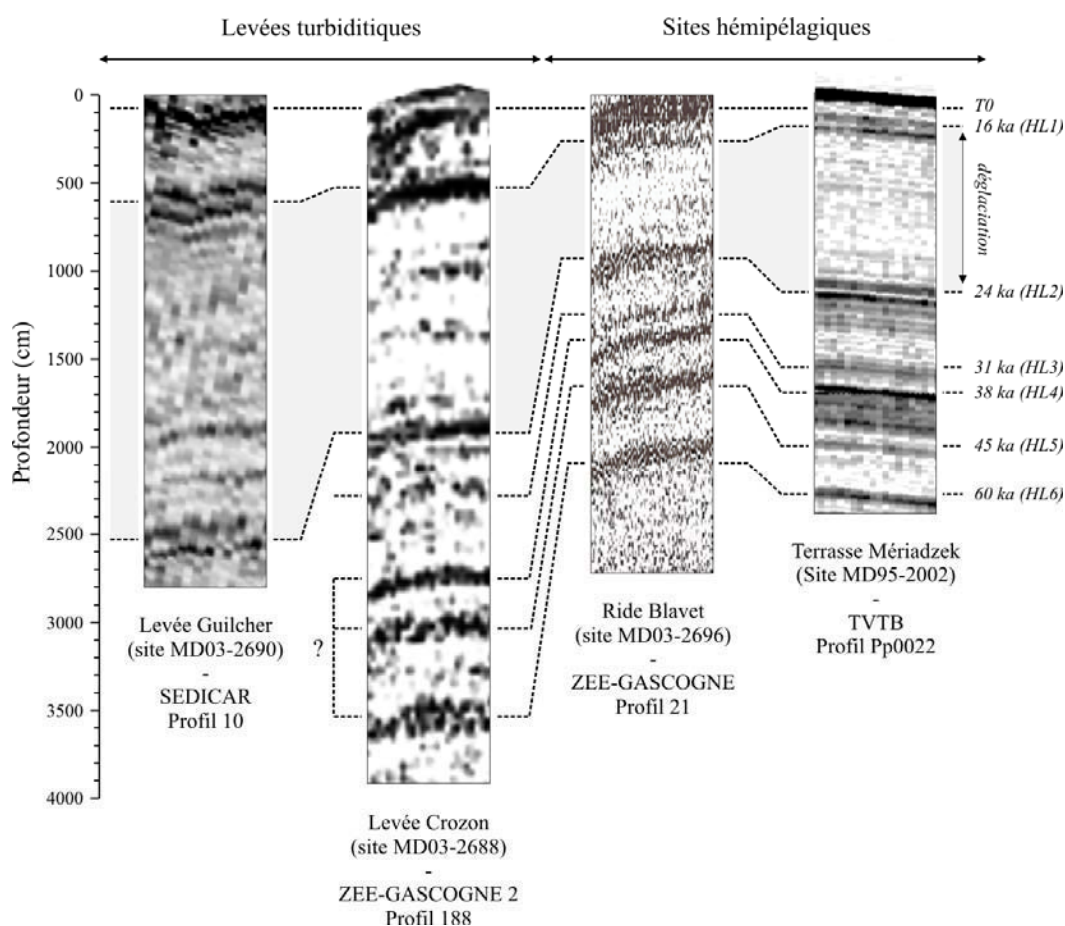 Levées turbiditiques
Sites hémipélagiques
Profondeur (cm)
0
500
1000
1500
2000
2500
3000
3500
4000
T0
16 ka (HL1)
déglaciation
24 ka (HL2)
31 ka (HL3)
38 ka (HL4)
45 ka (HL5)
60 ka (HL6)
?
Levée Guilcher
(site MD03-2690)
-
SEDICAR
Profil 10
Levée Crozon
(site MD03-2688)
-
ZEE-GASCOGNE 2
Profil 188
Ride Blavet
(site MD03-2696)
-
ZEE-GASCOGNE
Profil 21
Terrasse Mériadzek
(Site MD95-2002)
-
TVTB
Profil Pp0022